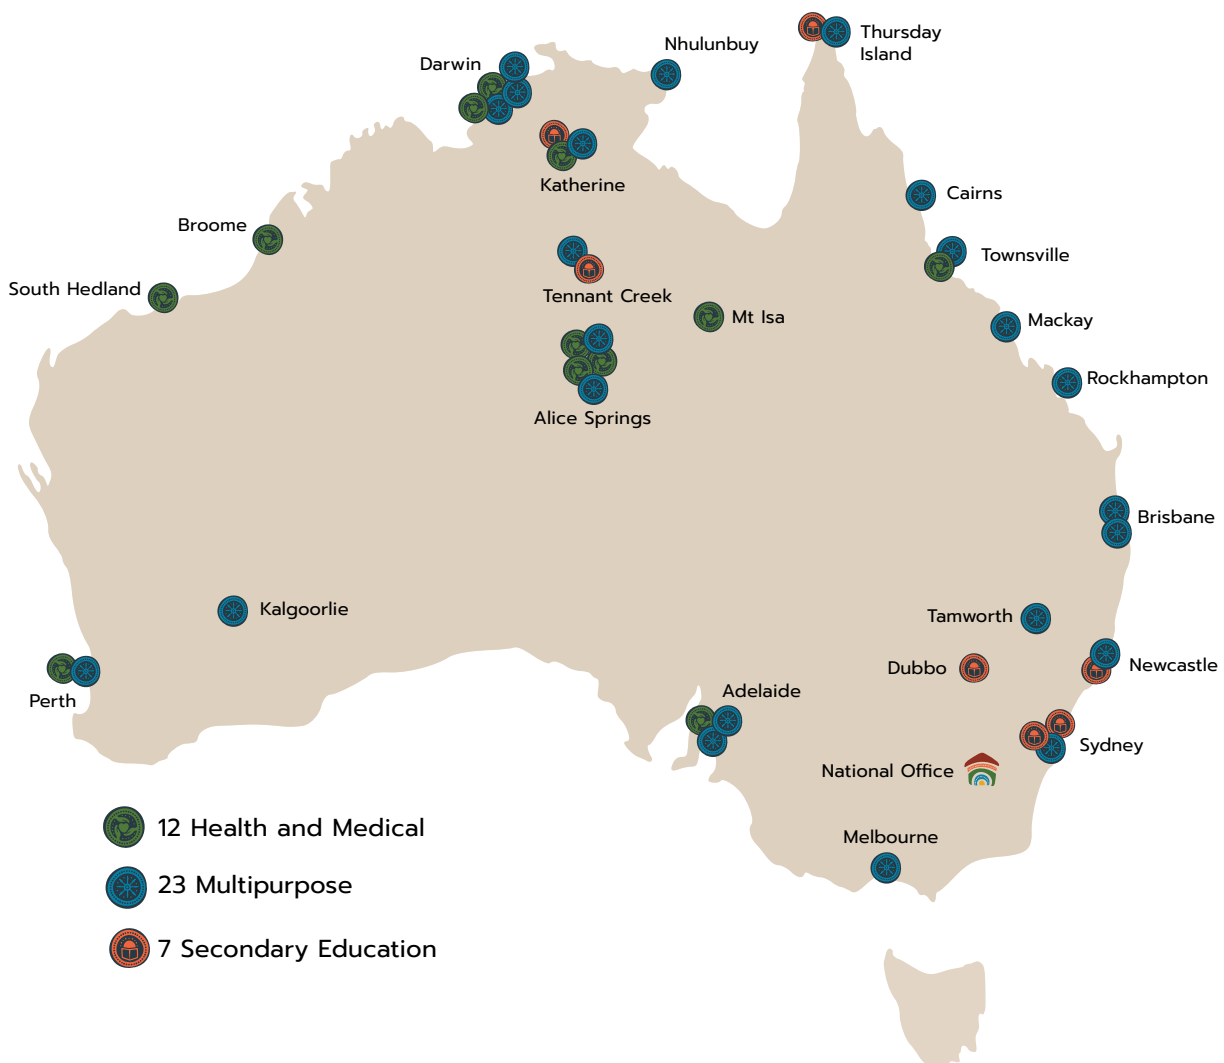 Thursday
Island
Nhulunbuy
Darwin
Katherine
Cairns
Broome
Townsville
South Hedland
Tennant Creek
Mt Isa
Mackay
Rockhampton
Alice Springs
Brisbane
Kalgoorlie
Tamworth
Newcastle
Dubbo
Perth
Adelaide
Sydney
National Office
Melbourne
12 Health and Medical
23 Multipurpose
7 Secondary Education